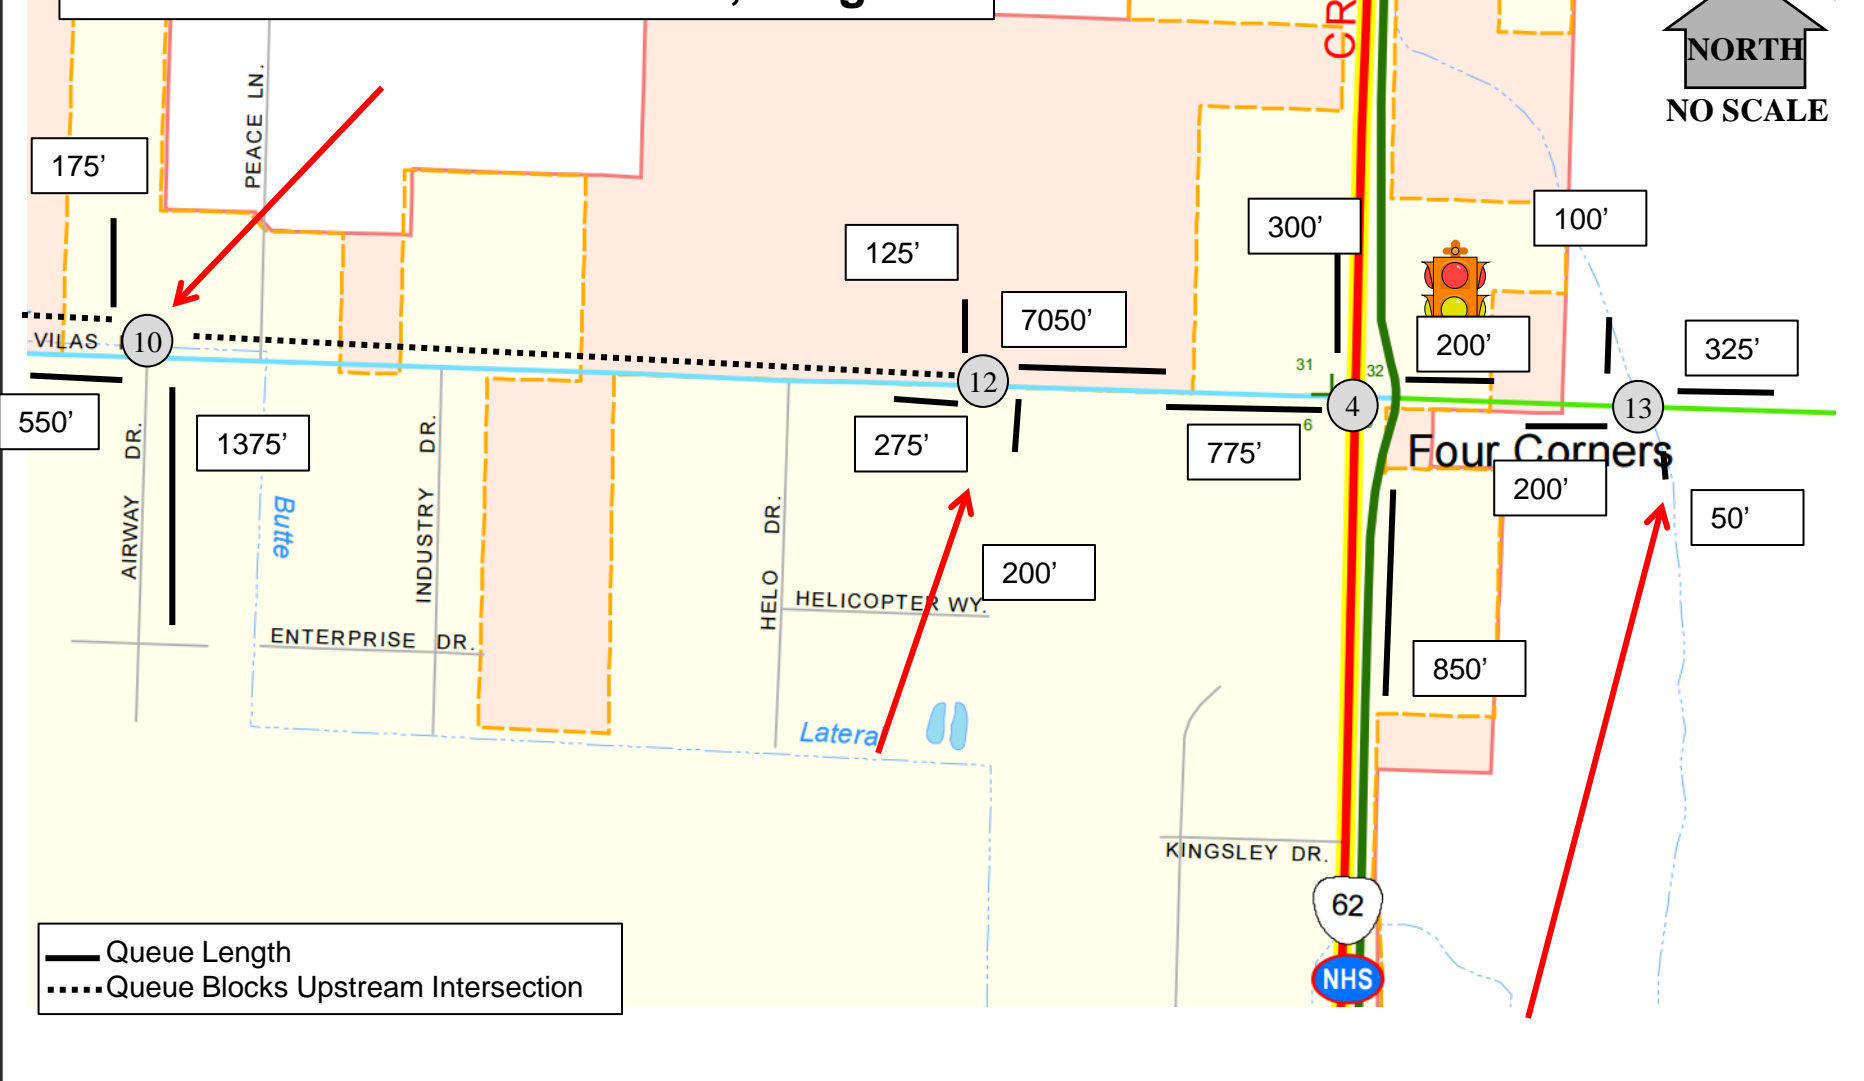 CR
NORTH
NO SCALE
PEACE LN.
175’
100’
300’
125’
7050’
200’
325’
VILAS
10
12
31
32
4
13
6
550’
1375’
275’
775’
Four Corners
200’
50’
AIRWAY DR.
Butte
INDUSTRY DR.
HELO DR.
200’
HELICOPTER WY.
ENTERPRISE DR.
850’
Latera
KINGSLEY DR.
62
NHS
Queue Length
Queue Blocks Upstream Intersection